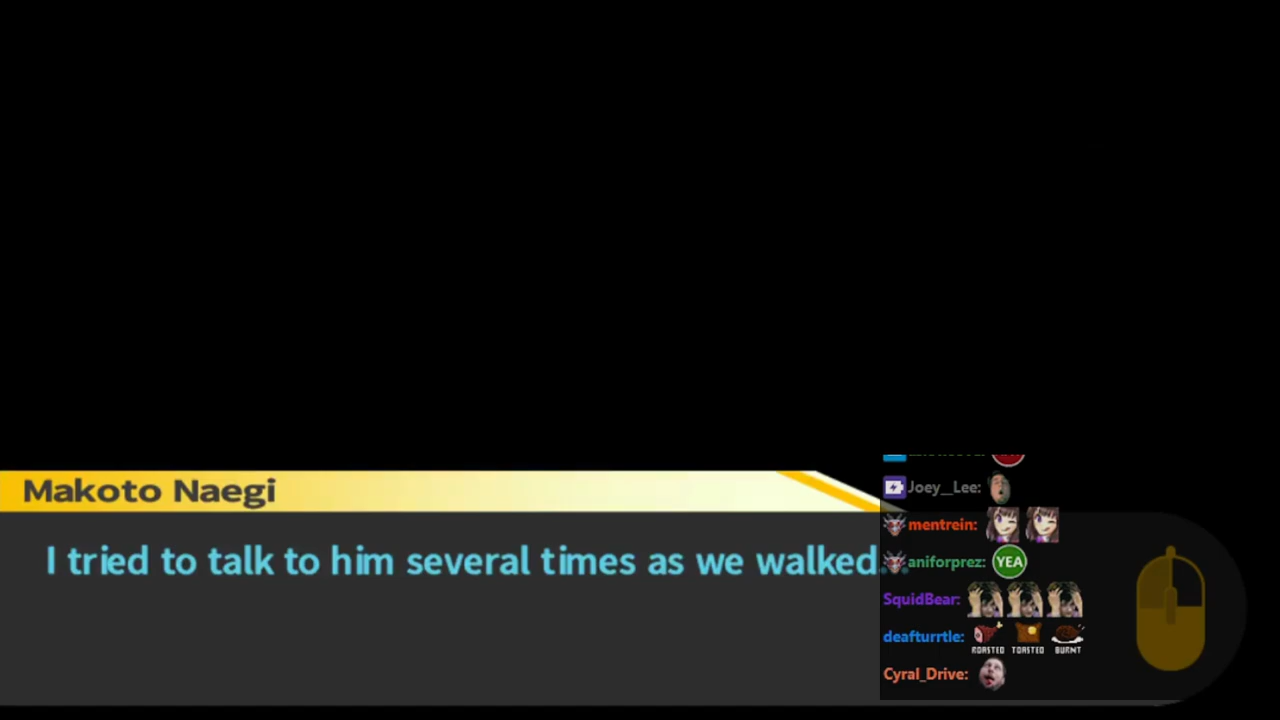 Makoto Naegi
I tried to talk to him several times as we walked
Joey__Lee:
mentrein:
aniforprez: YEA
SquidBear:
deafturrtle: ROASTED TOASTED BURNT
Cyral_Drive: